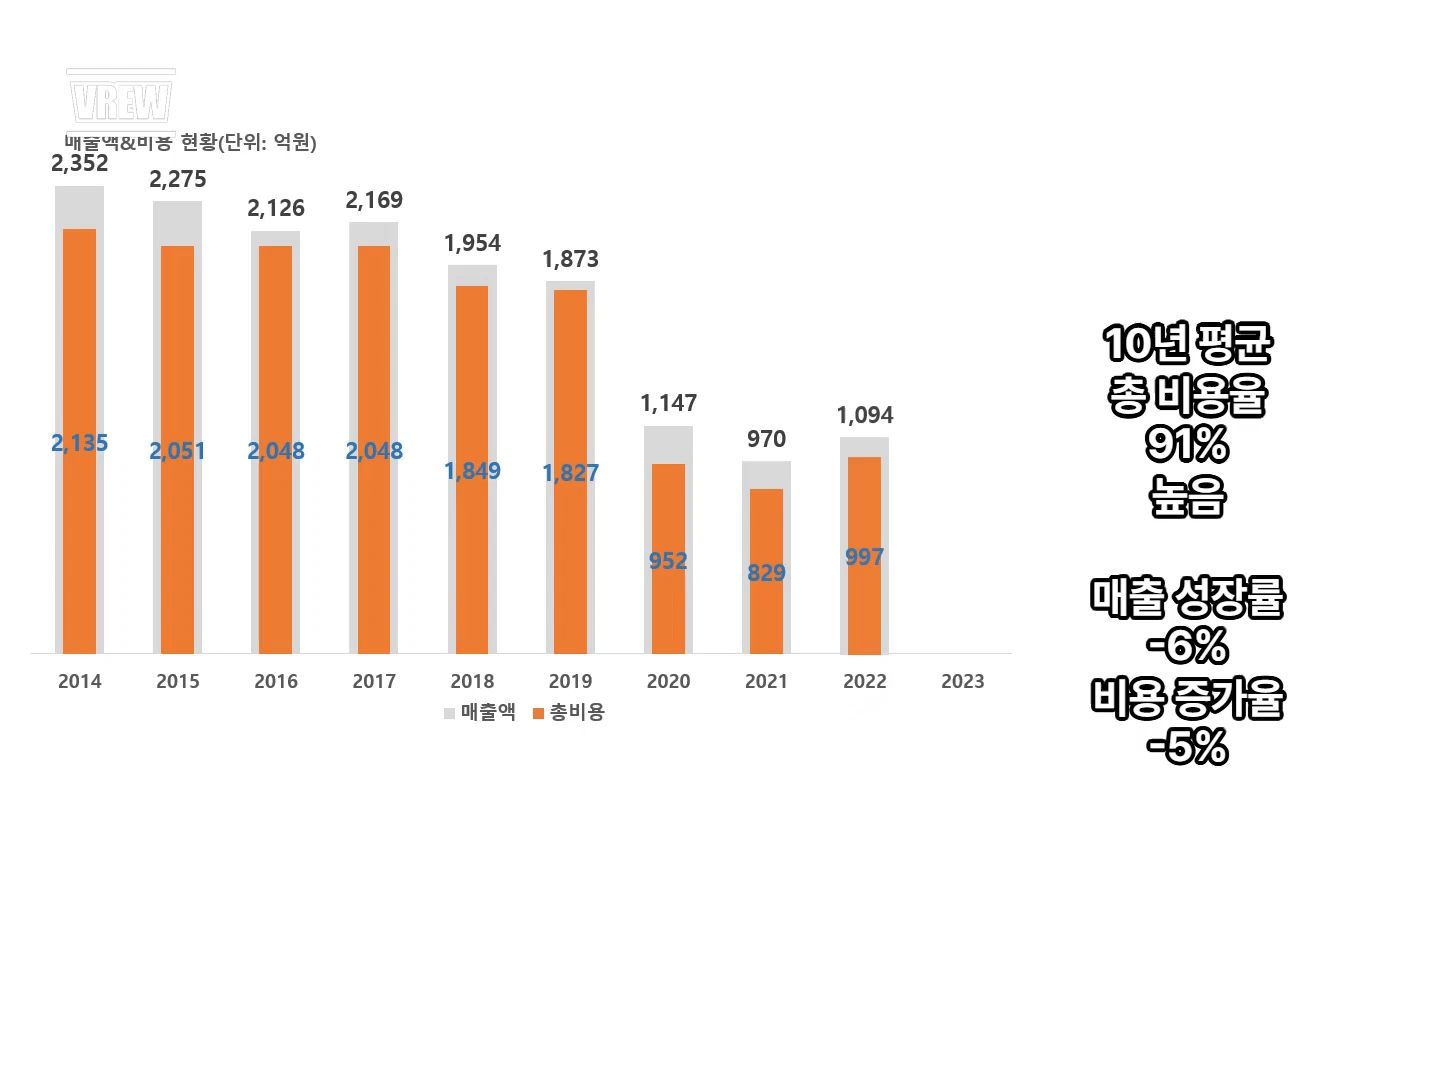 VREW
매출액&비용 현황(단위: 억원)
2,352
2,275
2,126
2,169
1,954
1,873
1,147
970
1,094
2,135
2,051
2,048
2,048
1,849
1,827
952
829
997
2014 2015 2016 2017 2018 2019 2020 2021 2022 2023
매출액 총비용
10년 평균
총 비용율
91%
높음
매출 성장률
-6%
비용 증가율
-5%